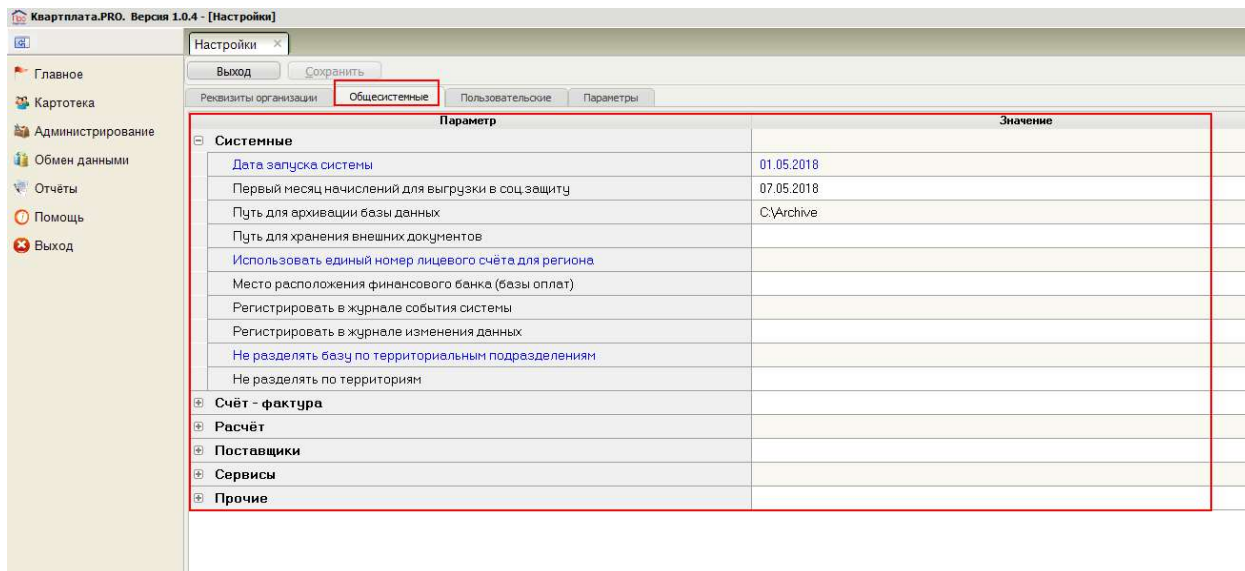 Квартплата.PRO. Версия 1.0.4 - [Настройки]
Настройки
Выход Сохранить
Реквизиты организации Общесистемные Пользовательские Параметры
Главное
Картотека
Администрирование
Обмен данными
Отчёты
Помощь
Выход
Параметр Значение
Системные
Дата запуска системы 01.05.2018
Первый месяц начислений для выгрузки в соц.защиту 07.05.2018
Путь для архивации базы данных C:\Archive
Путь для хранения внешних документов
Использовать единый номер лицевого счёта для региона
Место расположения финансового банка (базы оплат)
Регистрировать в журнале события системы
Регистрировать в журнале изменения данных
Не разделять базу по территориальным подразделениям
Не разделять по территориям
Счёт - фактура
Расчёт
Поставщики
Сервисы
Прочие